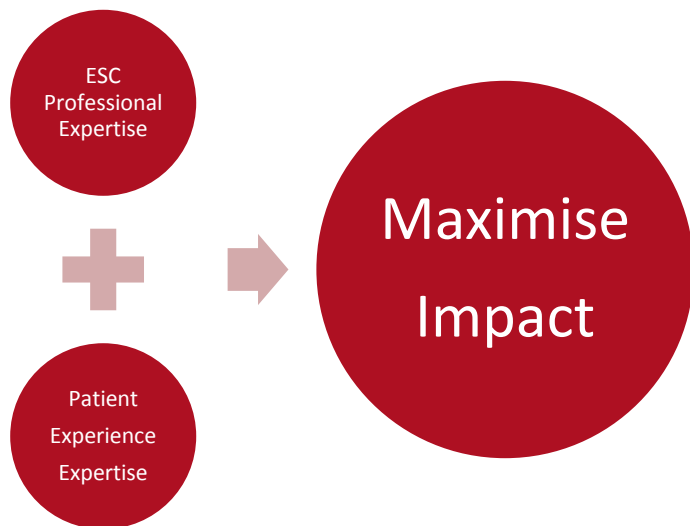 ESC
Professional
Expertise
Patient
Experience
Expertise
Maximise
Impact